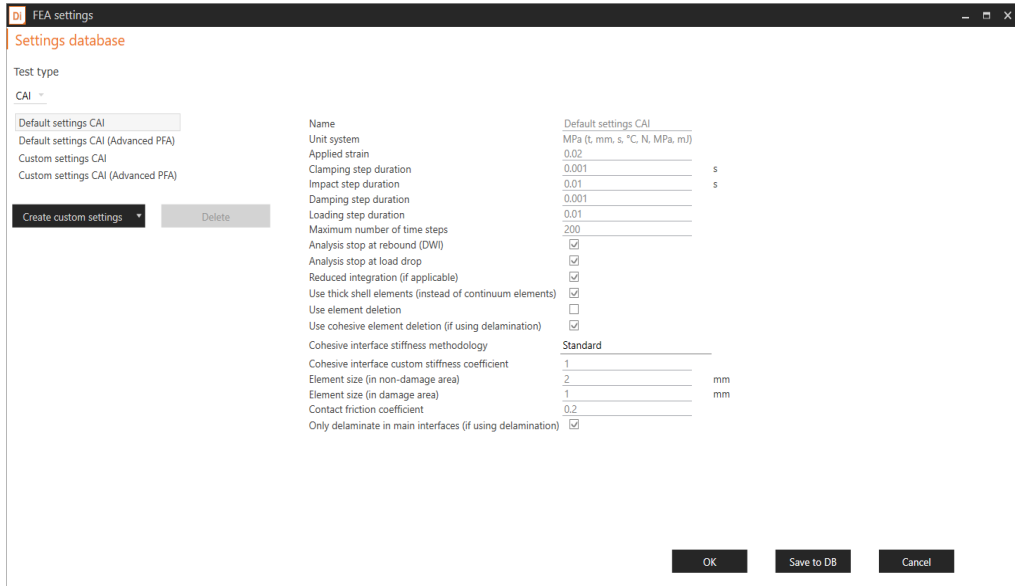 Di FEA settings
Settings database
Test type
CAI
Default settings CAI
Default settings CAI (Advanced PFA)
Custom settings CAI
Custom settings CAI (Advanced PFA)
Create custom settings
Delete
Name Default settings CAI
Unit system MPa (t, mm, s, °C, N, MPa, mJ)
Applied strain 0.02
Clamping step duration 0.001 s
Impact step duration 0.01 s
Damping step duration 0.001
Loading step duration 0.01
Maximum number of time steps 200
Analysis stop at rebound (DWI)
Analysis stop at load drop
Reduced integration (if applicable)
Use thick shell elements (instead of continuum elements)
Use element deletion
Use cohesive element deletion (if using delamination)
Cohesive interface stiffness methodology Standard
Cohesive interface custom stiffness coefficient 1
Element size (in non-damage area) 2 mm
Element size (in damage area) 1 mm
Contact friction coefficient 0.2
Only delaminate in main interfaces (if using delamination)
OK
Save to DB
Cancel